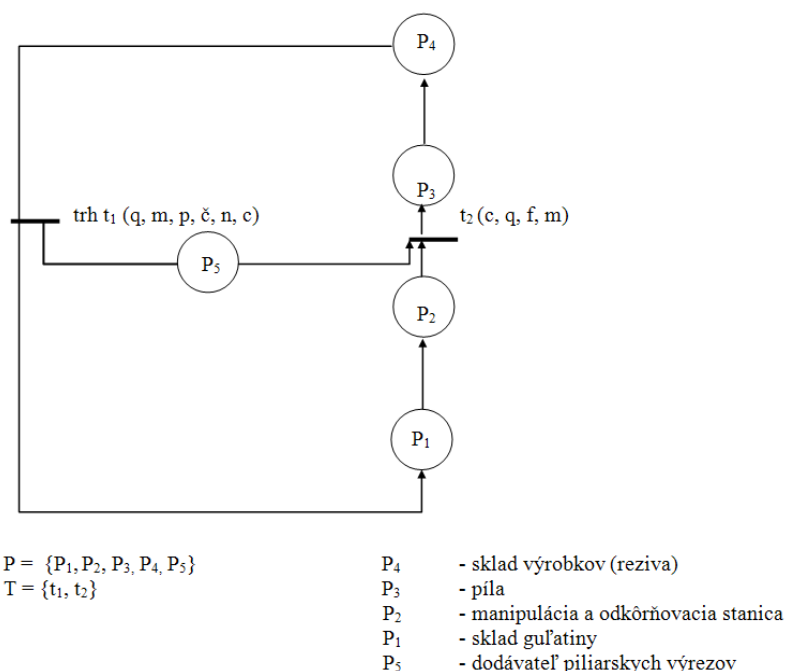 P₄
P₃
trh t₁ (q, m, p, č, n, c)
t₂ (c, q, f, m)
P₅
P₂
P₁
P = {P₁, P₂, P₃, P₄, P₅}
T = {t₁, t₂}
P₄ - sklad výrobkov (reziva)
P₃ - píla
P₂ - manipulácia a odkôrňovacia stanica
P₁ - sklad guľatiny
P₅ - dodávateľ piliarskych výrezov